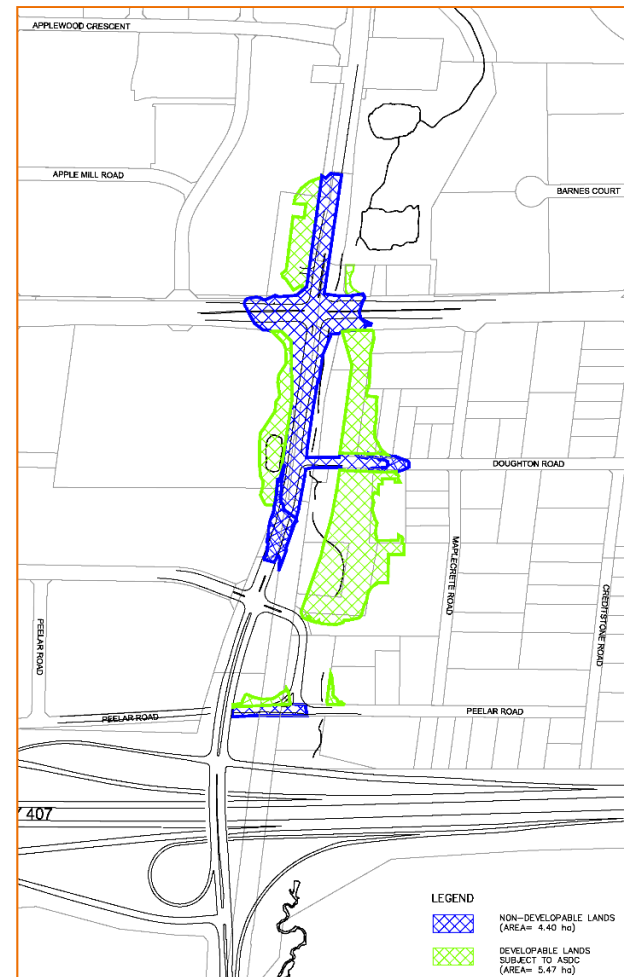 APPLEWOOD CRESCENT
APPLE MILL ROAD
BARNES COURT
DOUGHTON ROAD
MAPLECRETE ROAD
CREDITSTONE ROAD
PEELAR ROAD
PEELAR ROAD
PEELAR ROAD
407
LEGEND
NON-DEVELOPABLE LANDS
(AREA= 4.40 ha)
DEVELOPABLE LANDS
SUBJECT TO ASDC
(AREA= 5.47 ha)